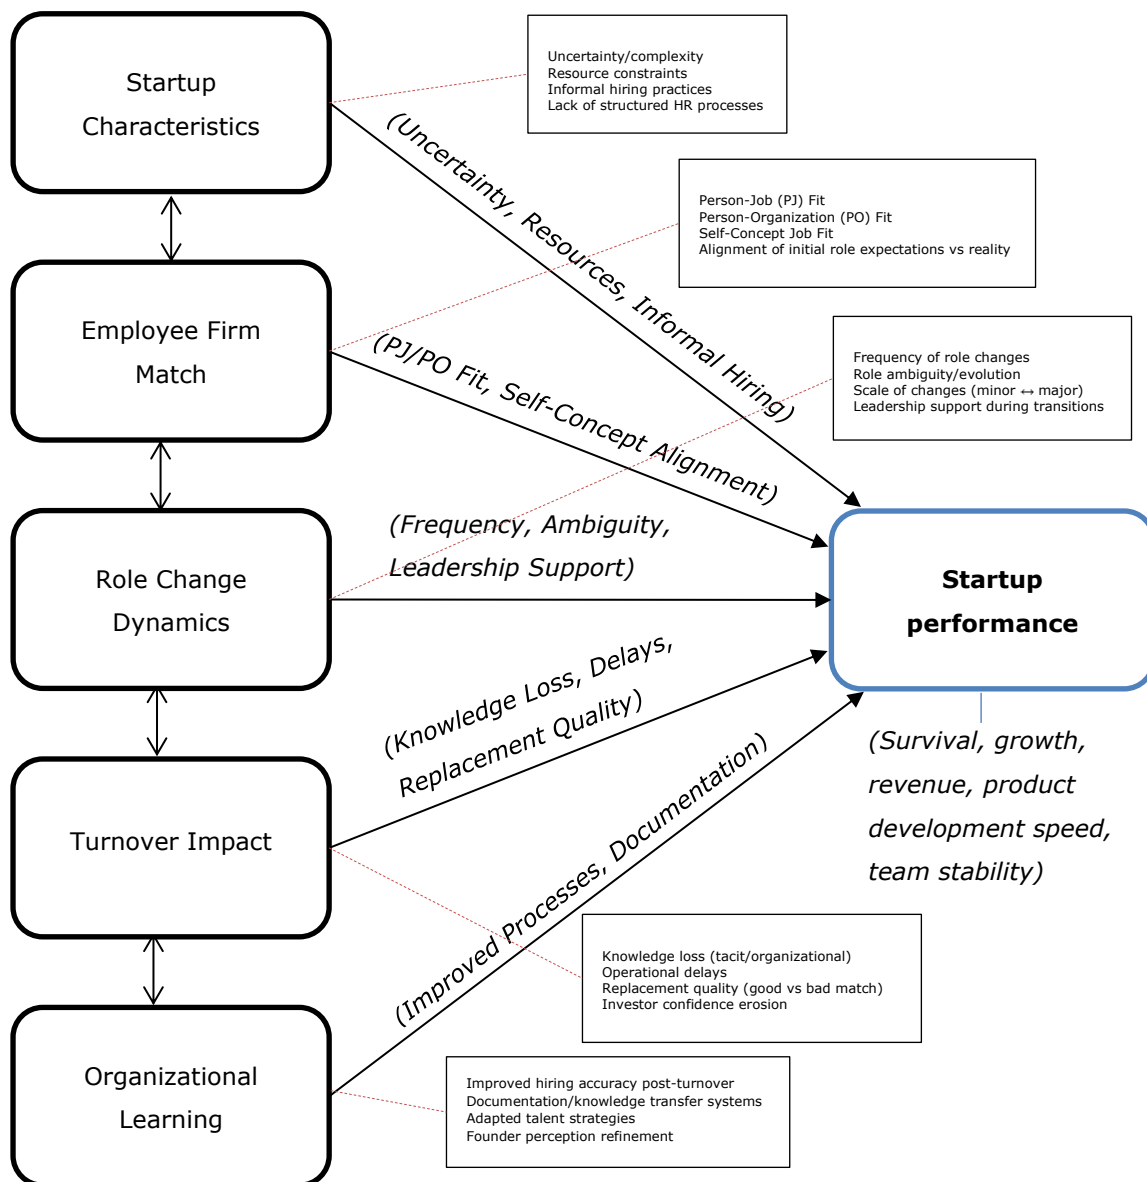 Startup
Characteristics
Uncertainty/complexity
Resource constraints
Informal hiring practices
Lack of structured HR processes
(Uncertainty, Resources, Informal Hiring)
Person-Job (PJ) Fit
Person-Organization (PO) Fit
Self-Concept Job Fit
Alignment of initial role expectations vs reality
Employee Firm
Match
(PJ/PO Fit, Self-Concept Alignment)
Frequency of role changes
Role ambiguity/evolution
Scale of changes (minor ↔ major)
Leadership support during transitions
Role Change
Dynamics
(Frequency, Ambiguity,
Leadership Support)
Startup
performance
(Survival, growth,
revenue, product
development speed,
team stability)
Turnover Impact
(Knowledge Loss, Delays,
Replacement Quality)
Knowledge loss (tacit/organizational)
Operational delays
Replacement quality (good vs bad match)
Investor confidence erosion
Organizational
Learning
(Improved Processes, Documentation)
Improved hiring accuracy post-turnover
Documentation/knowledge transfer systems
Adapted talent strategies
Founder perception refinement